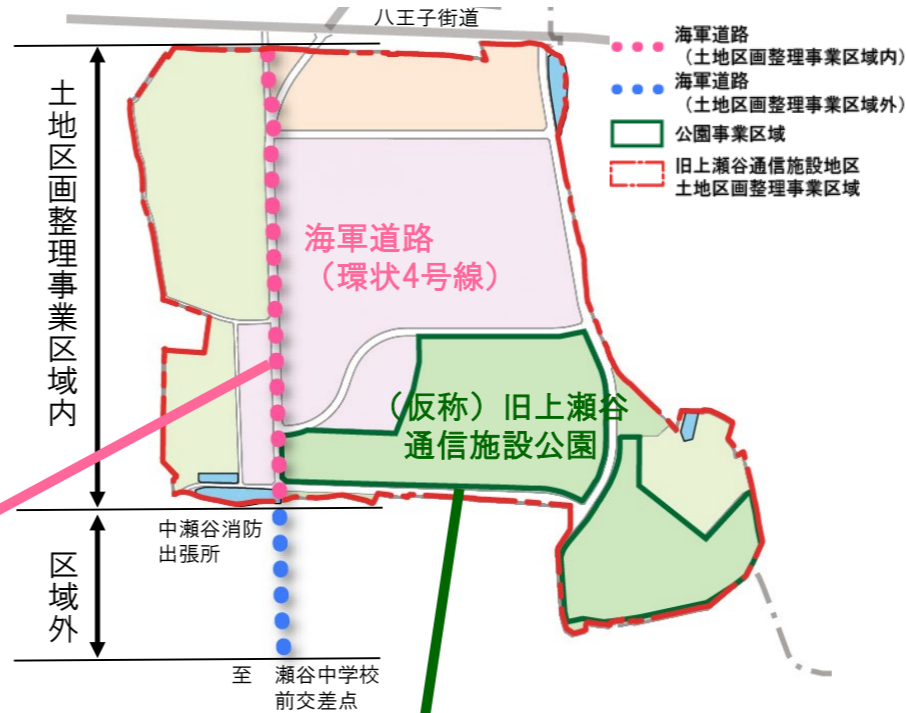 八王子街道
海軍道路
（土地区画整理事業区域内）
海軍道路
（土地区画整理事業区域外）
公園事業区域
旧上瀬谷通信施設地区
土地区画整理事業区域
土地区画整理事業区域内
海軍道路
（環状4号線）
（仮称）旧上瀬谷
通信施設公園
中瀬谷消防
出張所
区域外
至　瀬谷中学校
前交差点